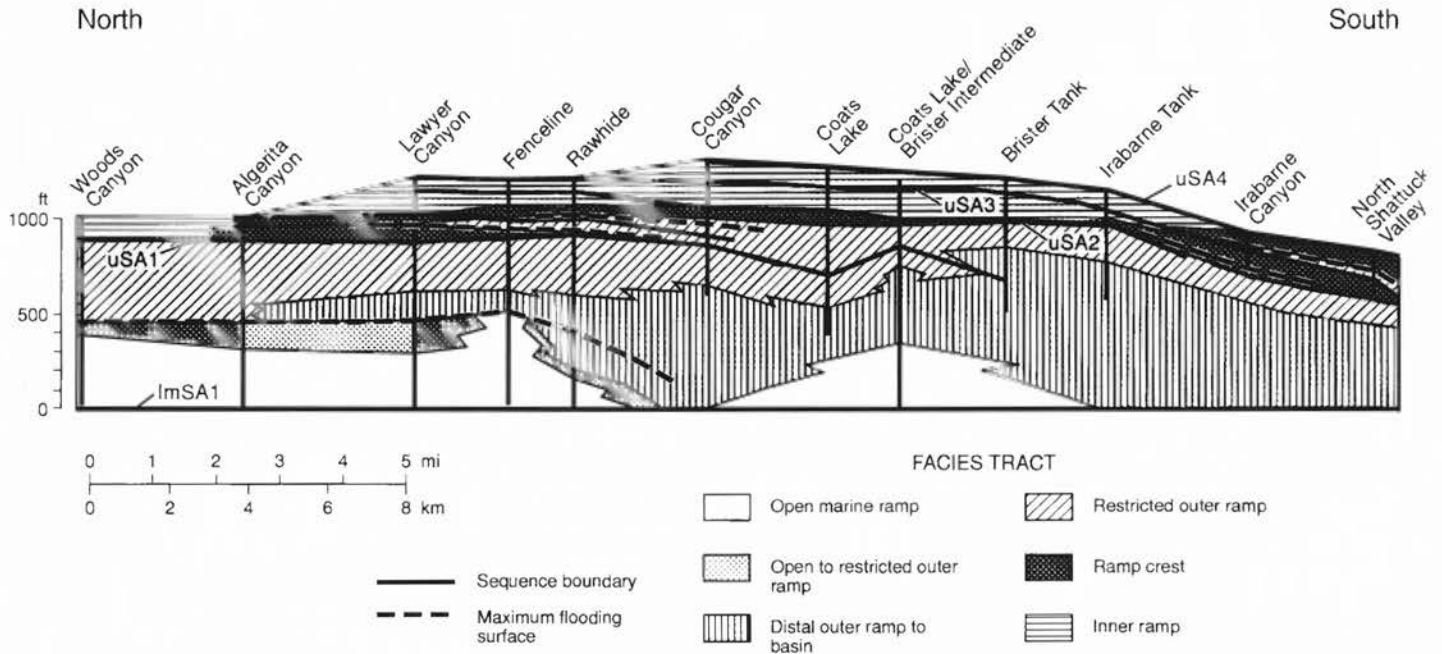 North
South
Woods
Canyon
Algerita
Canyon
Lawyer
Canyon
Fenceline
Rawhide
Cougar
Canyon
Coats
Lake
Coats Lake/
Brister Intermediate
Brister Tank
Irabarne Tank
Irabarne
Canyon
North
Shattuck
Valley
ft
1000
500
0
uSA1
lmSA1
uSA3
uSA2
uSA4
0 1 2 3 4 5 mi
0 2 4 6 8 km
Sequence boundary
Maximum flooding
surface
FACIES TRACT
Open marine ramp
Open to restricted outer
ramp
Distal outer ramp to
basin
Restricted outer ramp
Ramp crest
Inner ramp